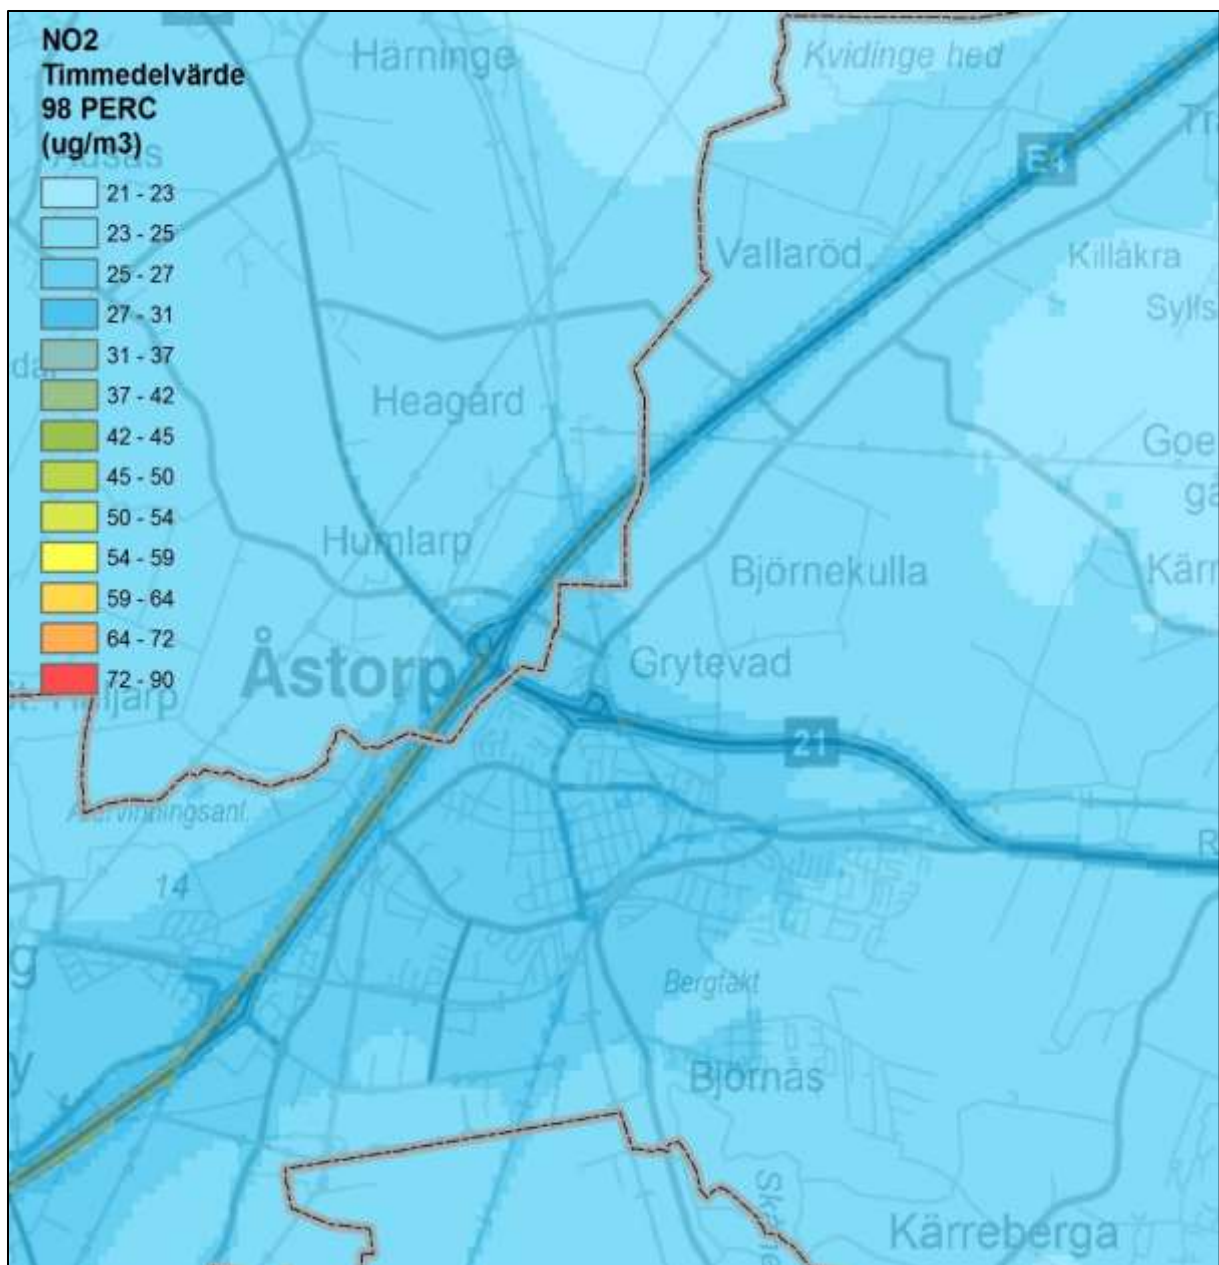 NO2
Timmedelvärde
98 PERC
(ug/m3)
21 - 23
23 - 25
25 - 27
27 - 31
31 - 37
37 - 42
42 - 45
45 - 50
50 - 54
54 - 59
59 - 64
64 - 72
72 - 90
Härninge
Kvidinge hed
E4
Vallaröd
Killåkra
Heagård
Humlarp
Björnekulla
Åstorp
Grytevad
21
14
Bergtäkt
Björnås
Kärreberga